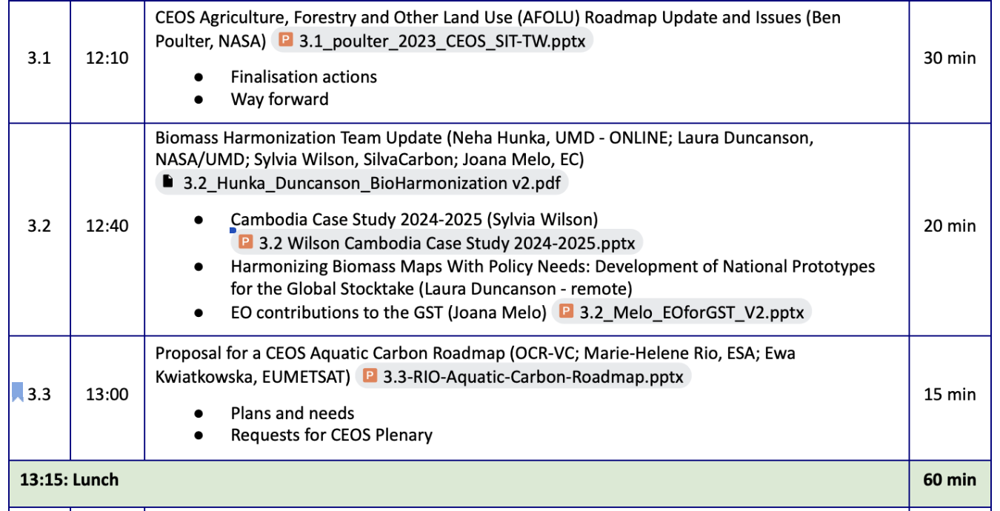 CEOS Agriculture, Forestry and Other Land Use (AFOLU) Roadmap Update and Issues (Ben
Poulter, NASA) P 3.1_poulter_2023_CEOS_SIT-TW.pptx
3.1 12:10 30 min
● Finalisation actions
● Way forward
Biomass Harmonization Team Update (Neha Hunka, UMD - ONLINE; Laura Duncanson,
NASA/UMD; Sylvia Wilson, SilvaCarbon; Joana Melo, EC)
3.2_Hunka_Duncanson_BioHarmonization v2.pdf
● Cambodia Case Study 2024-2025 (Sylvia Wilson)
3.2 12:40 20 min
P 3.2 Wilson Cambodia Case Study 2024-2025.pptx
● Harmonizing Biomass Maps With Policy Needs: Development of National Prototypes
for the Global Stocktake (Laura Duncanson - remote)
● EO contributions to the GST (Joana Melo) P 3.2_Melo_EOforGST_V2.pptx
Proposal for a CEOS Aquatic Carbon Roadmap (OCR-VC; Marie-Helene Rio, ESA; Ewa
Kwiatkowska, EUMETSAT) P 3.3-RIO-Aquatic-Carbon-Roadmap.pptx
3.3 13:00 15 min
● Plans and needs
● Requests for CEOS Plenary
13:15: Lunch 60 min